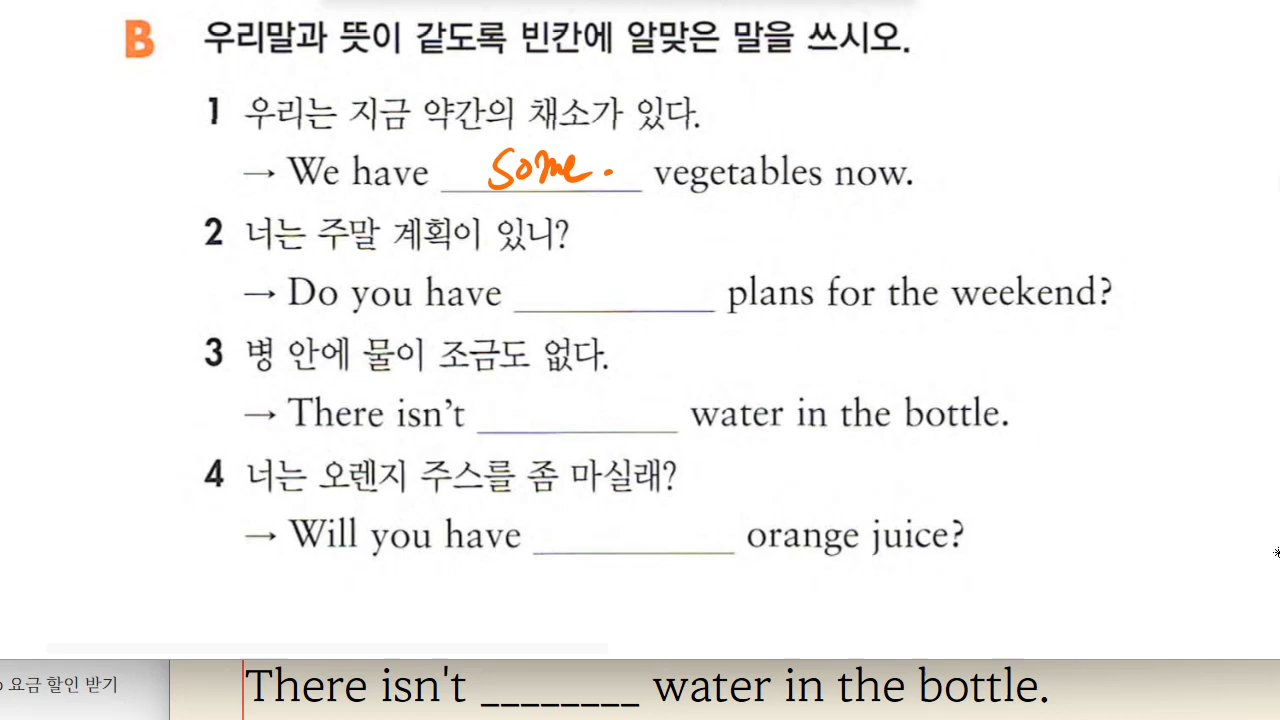 B 우리말과 뜻이 같도록 빈칸에 알맞은 말을 쓰시오.
1 우리는 지금 약간의 채소가 있다.
→ We have some. vegetables now.
2 너는 주말 계획이 있니?
→ Do you have __________ plans for the weekend?
3 병 안에 물이 조금도 없다.
→ There isn't __________ water in the bottle.
4 너는 오렌지 주스를 좀 마실래?
→ Will you have __________ orange juice?
요금 할인 받기
There isn't ________ water in the bottle.